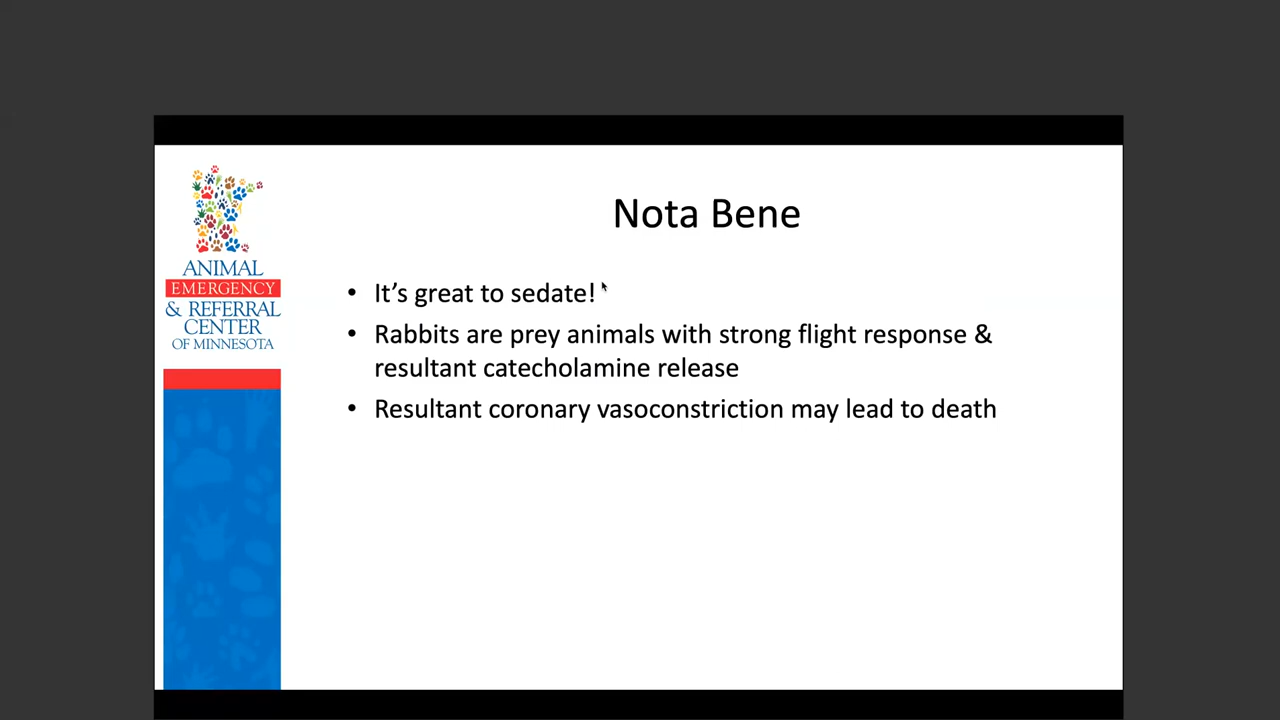 ANIMAL
EMERGENCY
& REFERRAL
CENTER
OF MINNESOTA
Nota Bene
• It’s great to sedate!
• Rabbits are prey animals with strong flight response &
resultant catecholamine release
• Resultant coronary vasoconstriction may lead to death